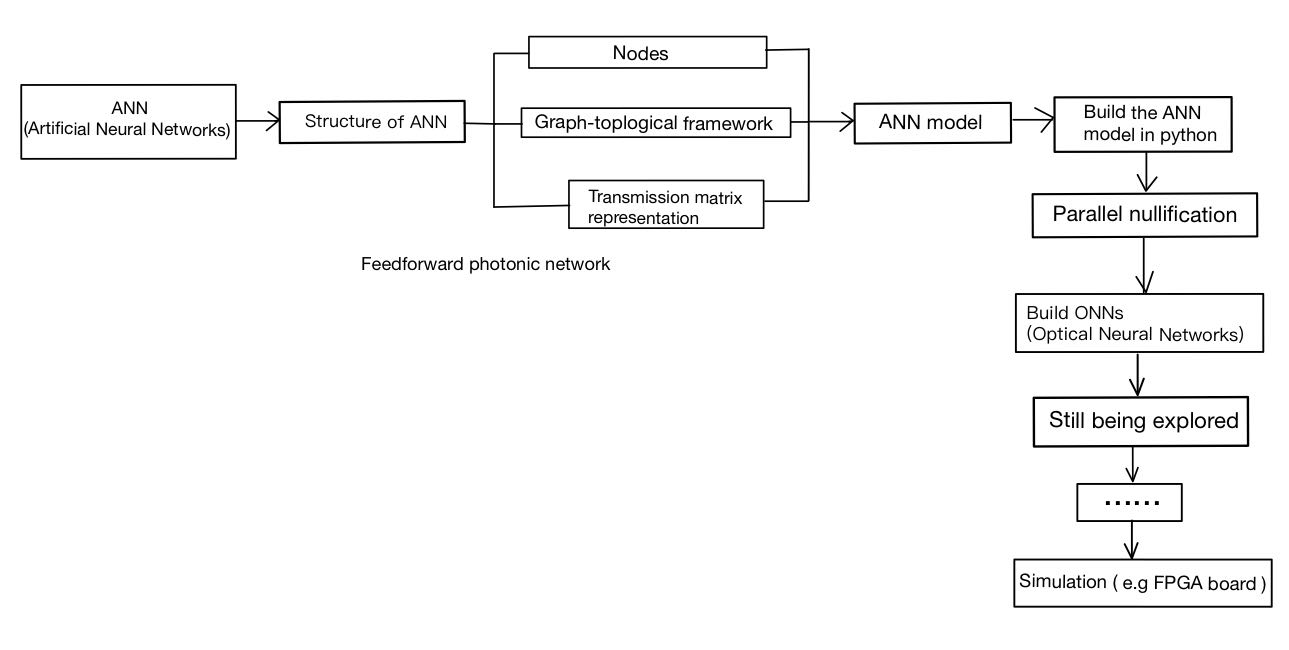 ANN
(Artificial Neural Networks)
Structure of ANN
Nodes
Graph-toplogical framework
Transmission matrix
representation
Feedforward photonic network
ANN model
Build the ANN
model in python
Parallel nullification
Build ONNs
(Optical Neural Networks)
Still being explored
......
Simulation ( e.g FPGA board )